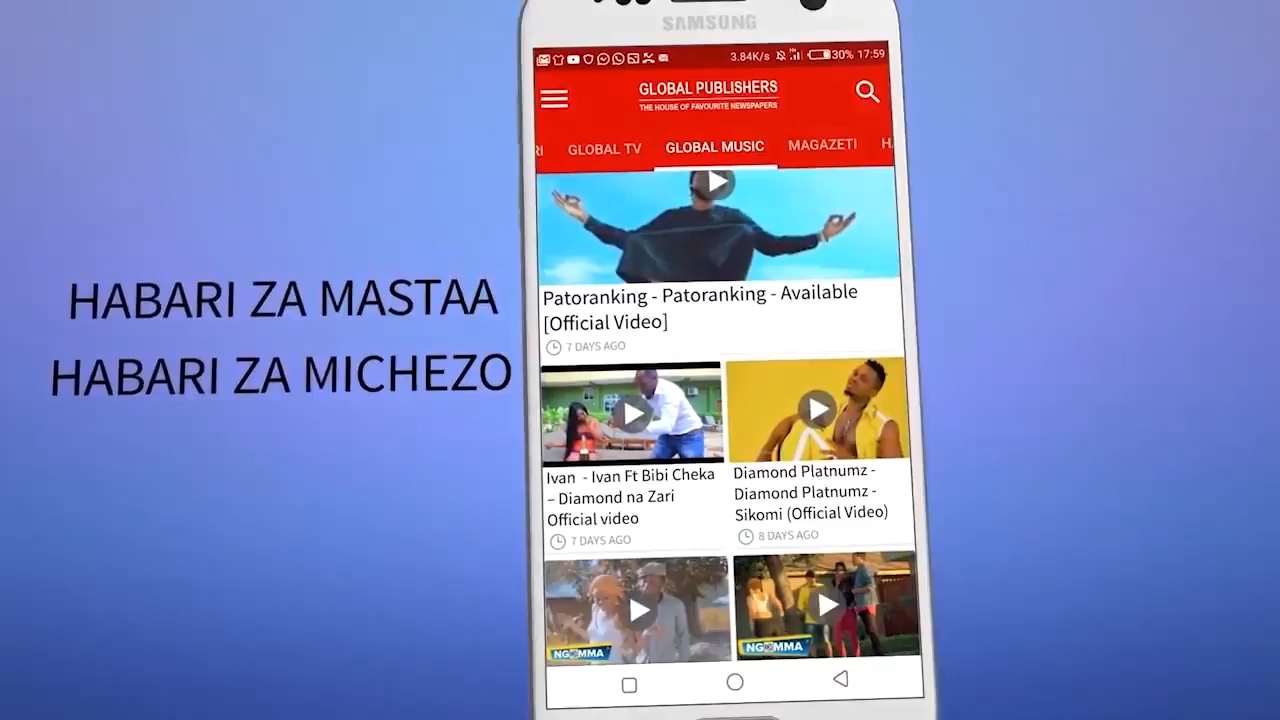 HABARI ZA MASTAA
HABARI ZA MICHEZO
SAMSUNG
3.84K/s 30% 17:59
GLOBAL PUBLISHERS
THE HOUSE OF FAVOURITE NEWSPAPERS
RI GLOBAL TV GLOBAL MUSIC MAGAZETI H
Patoranking - Patoranking - Available
[Official Video]
7 DAYS AGO
Ivan - Ivan Ft Bibi Cheka
– Diamond na Zari
Official video
7 DAYS AGO
Diamond Platnumz -
Diamond Platnumz -
Sikomi (Official Video)
8 DAYS AGO
NGOMMA
NGOMMA